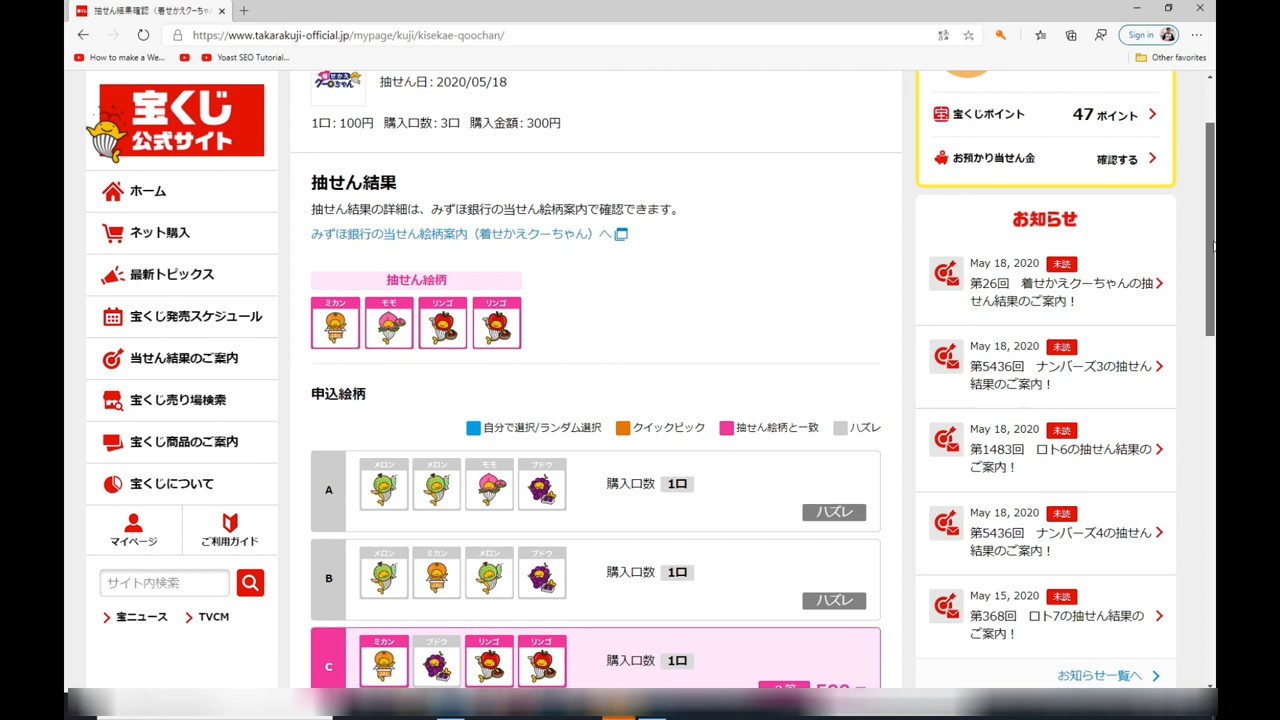 抽せん結果確認（着せかえクーちゃん
https://www.takarakuji-official.jp/mypage/kuji/kisekae-qoochan/
Sign in
How to make a We...
Yoast SEO Tutorial...
Other favorites
宝くじ
公式サイト
ホーム
ネット購入
最新トピックス
宝くじ発売スケジュール
当せん結果のご案内
宝くじ売り場検索
宝くじ商品のご案内
宝くじについて
マイページ
ご利用ガイド
サイト内検索
宝ニュース
TVCM
着せかえ
クーちゃん
抽せん日：2020/05/18
1口：100円 購入口数：3口 購入金額：300円
抽せん結果
抽せん結果の詳細は、みずほ銀行の当せん絵柄案内で確認できます。
みずほ銀行の当せん絵柄案内（着せかえクーちゃん）へ
抽せん絵柄
ミカン モモ リンゴ リンゴ
申込絵柄
自分で選択/ランダム選択 クイックピック 抽せん絵柄と一致 ハズレ
A
メロン メロン モモ ブドウ
購入口数 1口
ハズレ
B
メロン ミカン メロン ブドウ
購入口数 1口
ハズレ
C
ミカン ブドウ リンゴ リンゴ
購入口数 1口
宝くじポイント 47ポイント
お預かり当せん金 確認する
お知らせ
May 18, 2020 未読
第26回 着せかえクーちゃんの抽
せん結果のご案内！
May 18, 2020 未読
第5436回 ナンバーズ3の抽せん
結果のご案内！
May 18, 2020 未読
第1483回 ロト6の抽せん結果の
ご案内！
May 18, 2020 未読
第5436回 ナンバーズ4の抽せん
結果のご案内！
May 15, 2020 未読
第368回 ロト7の抽せん結果の
ご案内！
お知らせ一覧へ